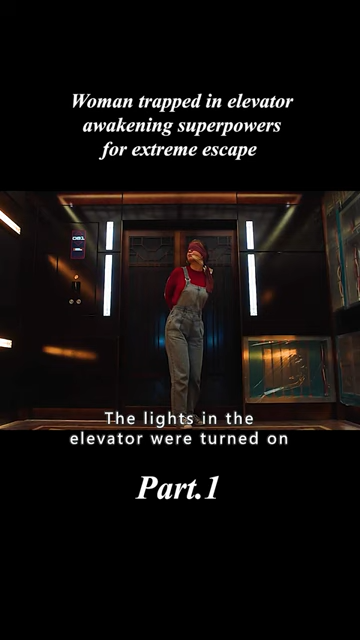 Woman trapped in elevator
awakening superpowers
for extreme escape
The lights in the
elevator were turned on
Part.1